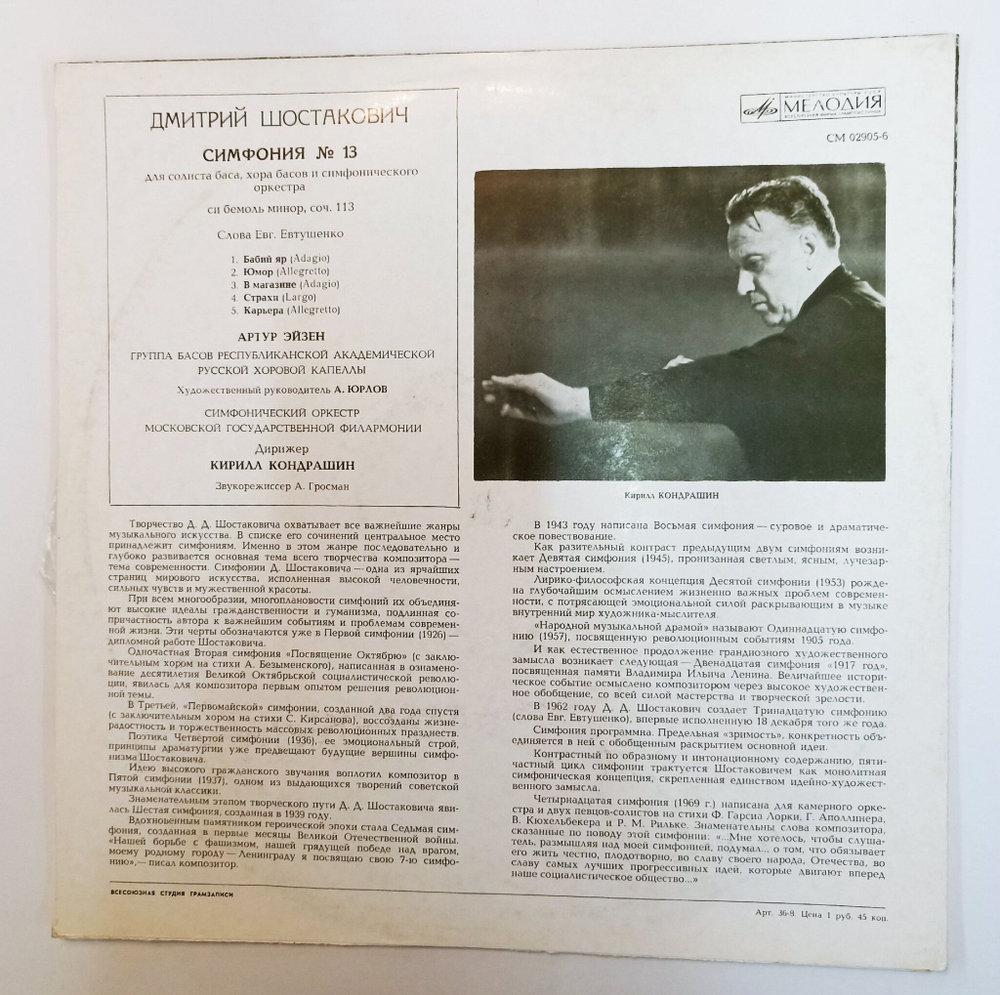 ДМИТРИЙ ШОСТАКОВИЧ
СИМФОНИЯ № 13
для солиста баса, хора басов и симфонического
оркестра
си бемоль минор, соч. 113
Слова Евг. Евтушенко
1. Бабий яр (Adagio)
2. Юмор (Allegretto)
3. В магазине (Adagio)
4. Страхи (Largo)
5. Карьера (Allegretto)
АРТУР ЭЙЗЕН
ГРУППА БАСОВ РЕСПУБЛИКАНСКОЙ АКАДЕМИЧЕСКОЙ
РУССКОЙ ХОРОВОЙ КАПЕЛЛЫ
Художественный руководитель А. ЮРЛОВ
СИМФОНИЧЕСКИЙ ОРКЕСТР
МОСКОВСКОЙ ГОСУДАРСТВЕННОЙ ФИЛАРМОНИИ
Дирижер
КИРИЛЛ КОНДРАШИН
Звукорежиссер А. Гросман
МИНИСТЕРСТВО КУЛЬТУРЫ СССР
МЕЛОДИЯ
ВСЕСОЮЗНАЯ ФИРМА ГРАМПЛАСТИНОК
СМ 02905-6
Кирилл КОНДРАШИН
Творчество Д. Д. Шостаковича охватывает все важнейшие жанры
музыкального искусства. В списке его сочинений центральное место
принадлежит симфониям. Именно в этом жанре последовательно и
глубоко развивается основная тема всего творчества композитора —
тема современности. Симфонии Д. Шостаковича — одна из ярчайших
страниц мирового искусства, исполненная высокой человечности,
сильных чувств и мужественной красоты.
При всем многообразии, многоплановости симфоний их объединя-
ют высокие идеалы гражданственности и гуманизма, подлинная со-
причастность автора к важнейшим событиям и проблемам современ-
ной жизни. Эти черты обозначаются уже в Первой симфонии (1926) —
дипломной работе Шостаковича.
Одночастная Вторая симфония «Посвящение Октябрю» (с заклю-
чительным хором на стихи А. Безыменского), написанная в ознамено-
вание десятилетия Великой Октябрьской социалистической револю-
ции, явилась для композитора первым опытом решения революцион-
ной темы.
В Третьей, «Первомайской» симфонии, созданной два года спустя
(с заключительным хором на стихи С. Кирсанова), воссозданы жизне-
радостность и торжественность массовых революционных празднеств.
Поэтика Четвертой симфонии (1936), ее эмоциональный строй,
принципы драматургии уже предвещают будущие вершины симфо-
низма Шостаковича.
Идею высокого гражданского звучания воплотил композитор в
Пятой симфонии (1937), одном из выдающихся творений советской
музыкальной классики.
Знаменательным этапом творческого пути Д. Д. Шостаковича яви-
лась Шестая симфония, созданная в 1939 году.
Вдохновенным памятником героической эпохи стала Седьмая сим-
фония, созданная в первые месяцы Великой Отечественной войны.
«Нашей борьбе с фашизмом, нашей грядущей победе над врагом,
моему родному городу — Ленинграду я посвящаю свою 7-ю симфо-
нию»,— писал композитор.
В 1943 году написана Восьмая симфония — суровое и драматиче-
ское повествование.
Как разительный контраст предыдущим двум симфониям возни-
кает Девятая симфония (1945), пронизанная светлым, ясным, лучезар-
ным настроением.
Лирико-философская концепция Десятой симфонии (1953) рожде-
на глубочайшим осмыслением жизненно важных проблем современ-
ности, с потрясающей эмоциональной силой раскрывающим в музыке
внутренний мир художника-мыслителя.
«Народной музыкальной драмой» называют Одиннадцатую симфо-
нию (1957), посвященную революционным событиям 1905 года.
И как естественное продолжение грандиозного художественного
замысла возникает следующая — Двенадцатая симфония «1917 год»,
посвященная памяти Владимира Ильича Ленина. Величайшее истори-
ческое событие осмыслено композитором через высокое художествен-
ное обобщение, со всей силой мастерства и творческой зрелости.
В 1962 году Д. Д. Шостакович создает Тринадцатую симфонию
(слова Евг. Евтушенко), впервые исполненную 18 декабря того же года.
Симфония программна. Предельная «зримость», конкретность объ-
единяется в ней с обобщенным раскрытием основной идеи.
Контрастный по образному и интонационному содержанию, пяти-
частный цикл симфонии трактуется Шостаковичем как монолитная
симфоническая концепция, скрепленная единством идейно-художест-
венного замысла.
Четырнадцатая симфония (1969 г.) написана для камерного орке-
стра и двух певцов-солистов на стихи Ф. Гарсиа Лорки, Г. Аполлинера,
В. Кюхельбекера и Р. М. Рильке. Знаменательны слова композитора,
сказанные по поводу этой симфонии: «...Мне хотелось, чтобы слуша-
тель, размышляя над моей симфонией, подумал... о том, что обязывает
его жить честно, плодотворно, во славу своего народа, Отечества, во
славу самых лучших прогрессивных идей, которые двигают вперед
наше социалистическое общество...»
ВСЕСОЮЗНАЯ СТУДИЯ ГРАМЗАПИСИ
Арт. 36-8. Цена 1 руб. 45 коп.